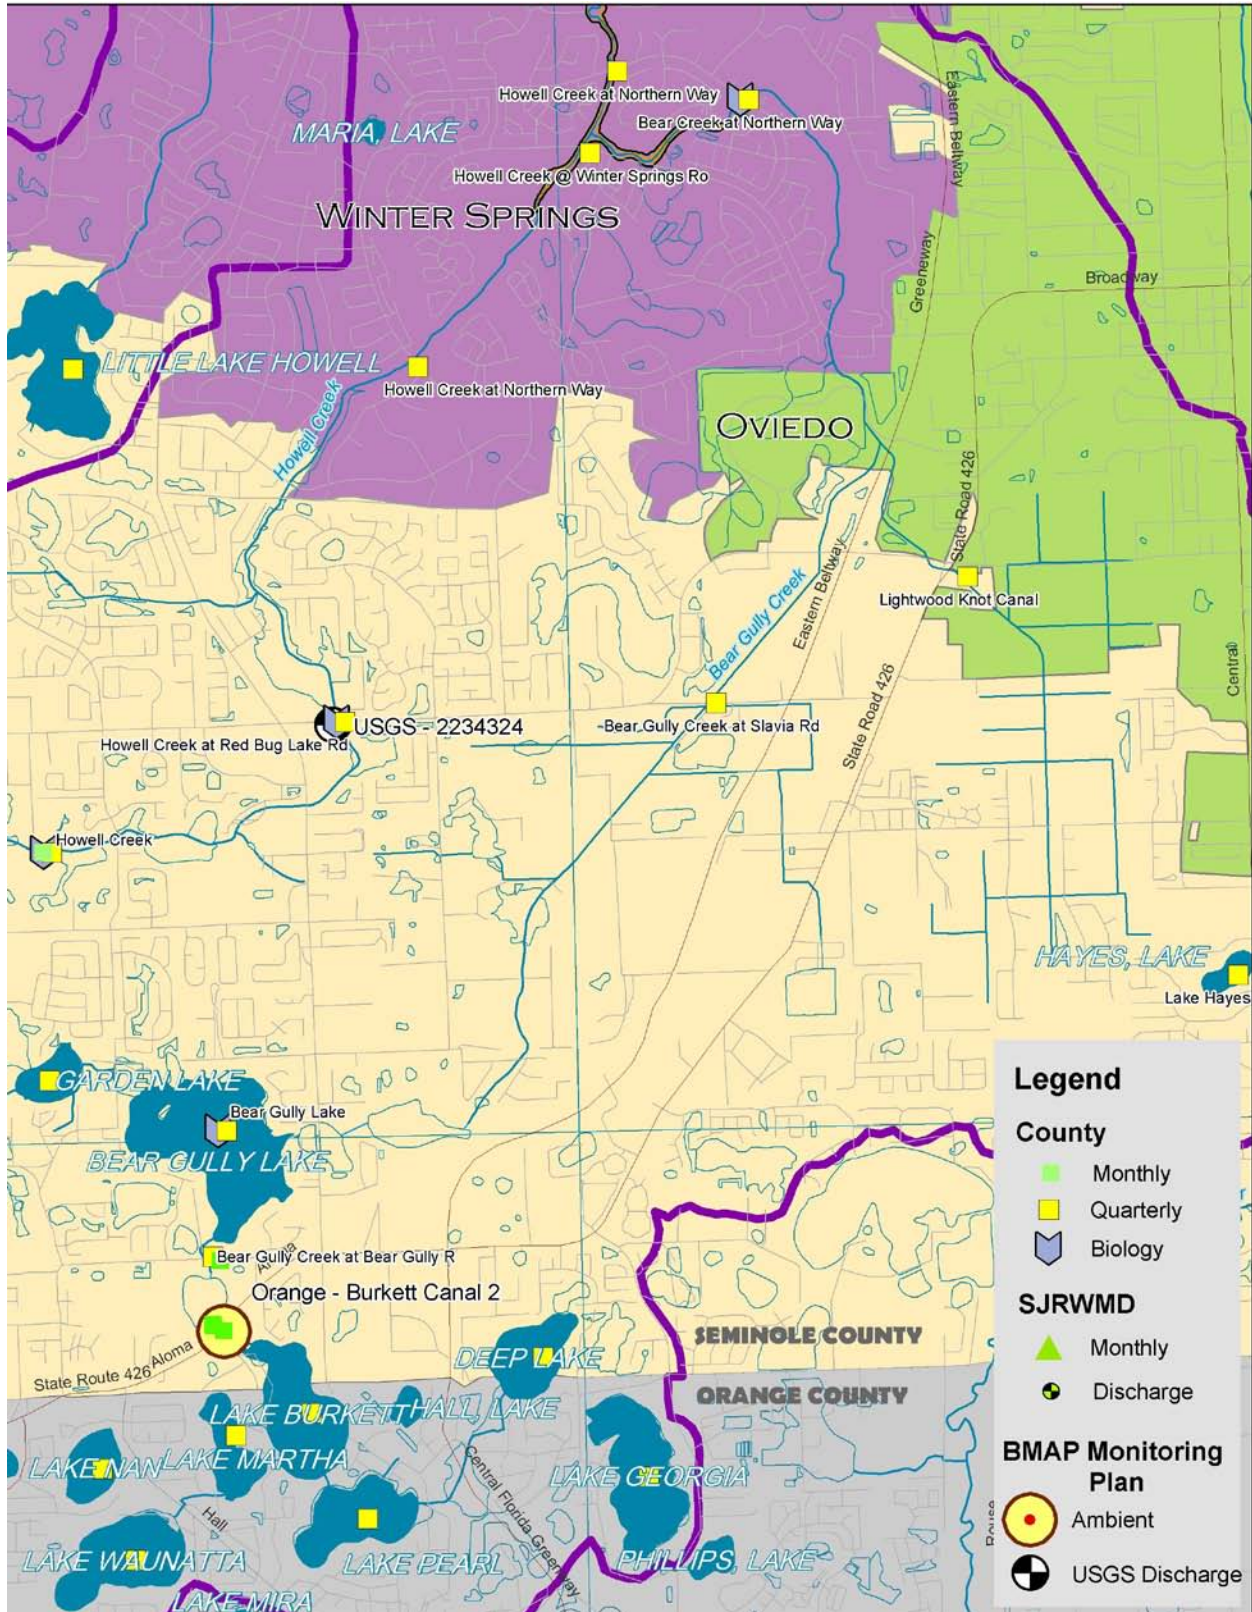 Howell Creek at Northern Way
Bear Creek at Northern Way
MARIA, LAKE
Eastern Beltway
Howell Creek @ Winter Springs Ro
WINTER SPRINGS
Greeneway
Broadway
LITTLE LAKE HOWELL
Howell Creek at Northern Way
Howell Creek
OVIEDO
State Road 426
Eastern Beltway
Bear Gully Creek
Lightwood Knot Canal
Central
State Road 426
USGS - 2234324
Howell Creek at Red Bug Lake Rd
Bear Gully Creek at Slavia Rd
Howell Creek
HAYES, LAKE
Lake Hayes
GARDEN LAKE
Bear Gully Lake
BEAR GULLY LAKE
Bear Gully Creek at Bear Gully R
Orange - Burkett Canal 2
Aloma
State Route 426
DEEP LAKE
SEMINOLE COUNTY
ORANGE COUNTY
LAKE BURKETT
HALL, LAKE
LAKE NAN
LAKE MARTHA
LAKE GEORGIA
Central Florida Greenway
Hall
LAKE WAUNATTA
LAKE PEARL
PHILLIPS, LAKE
LAKE MIRA
Rouse
Legend
County
Monthly
Quarterly
Biology
SJRWMD
Monthly
Discharge
BMAP Monitoring
Plan
Ambient
USGS Discharge